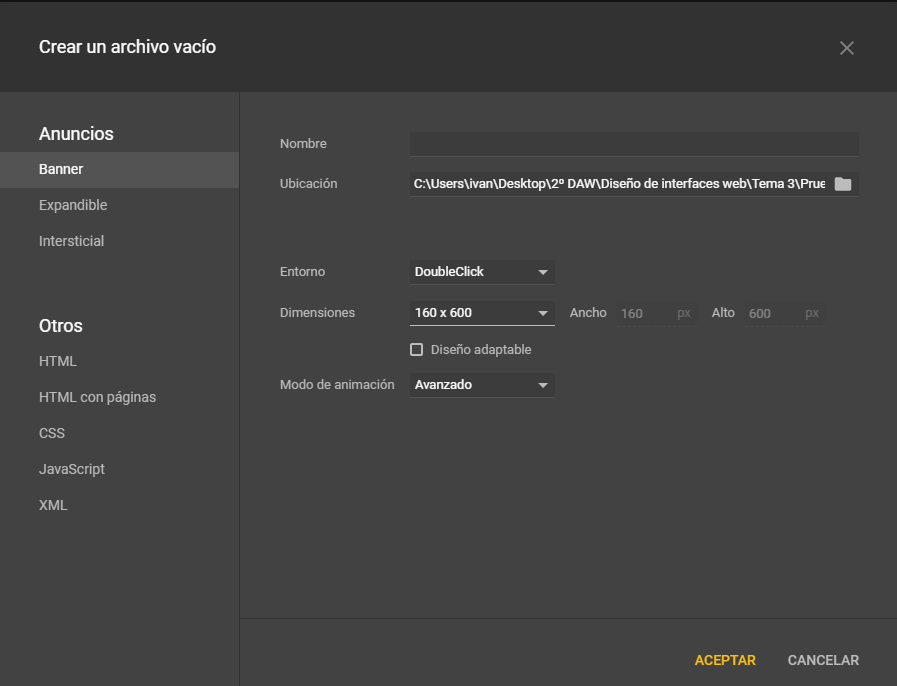 Crear un archivo vacío
Anuncios
Banner
Expandible
Intersticial
Otros
HTML
HTML con páginas
CSS
JavaScript
XML
Nombre
Ubicación C:\Users\ivan\Desktop\2º DAW\Diseño de interfaces web\Tema 3\Prue
Entorno DoubleClick
Dimensiones 160 x 600 Ancho 160 px Alto 600 px
Diseño adaptable
Modo de animación Avanzado
ACEPTAR CANCELAR